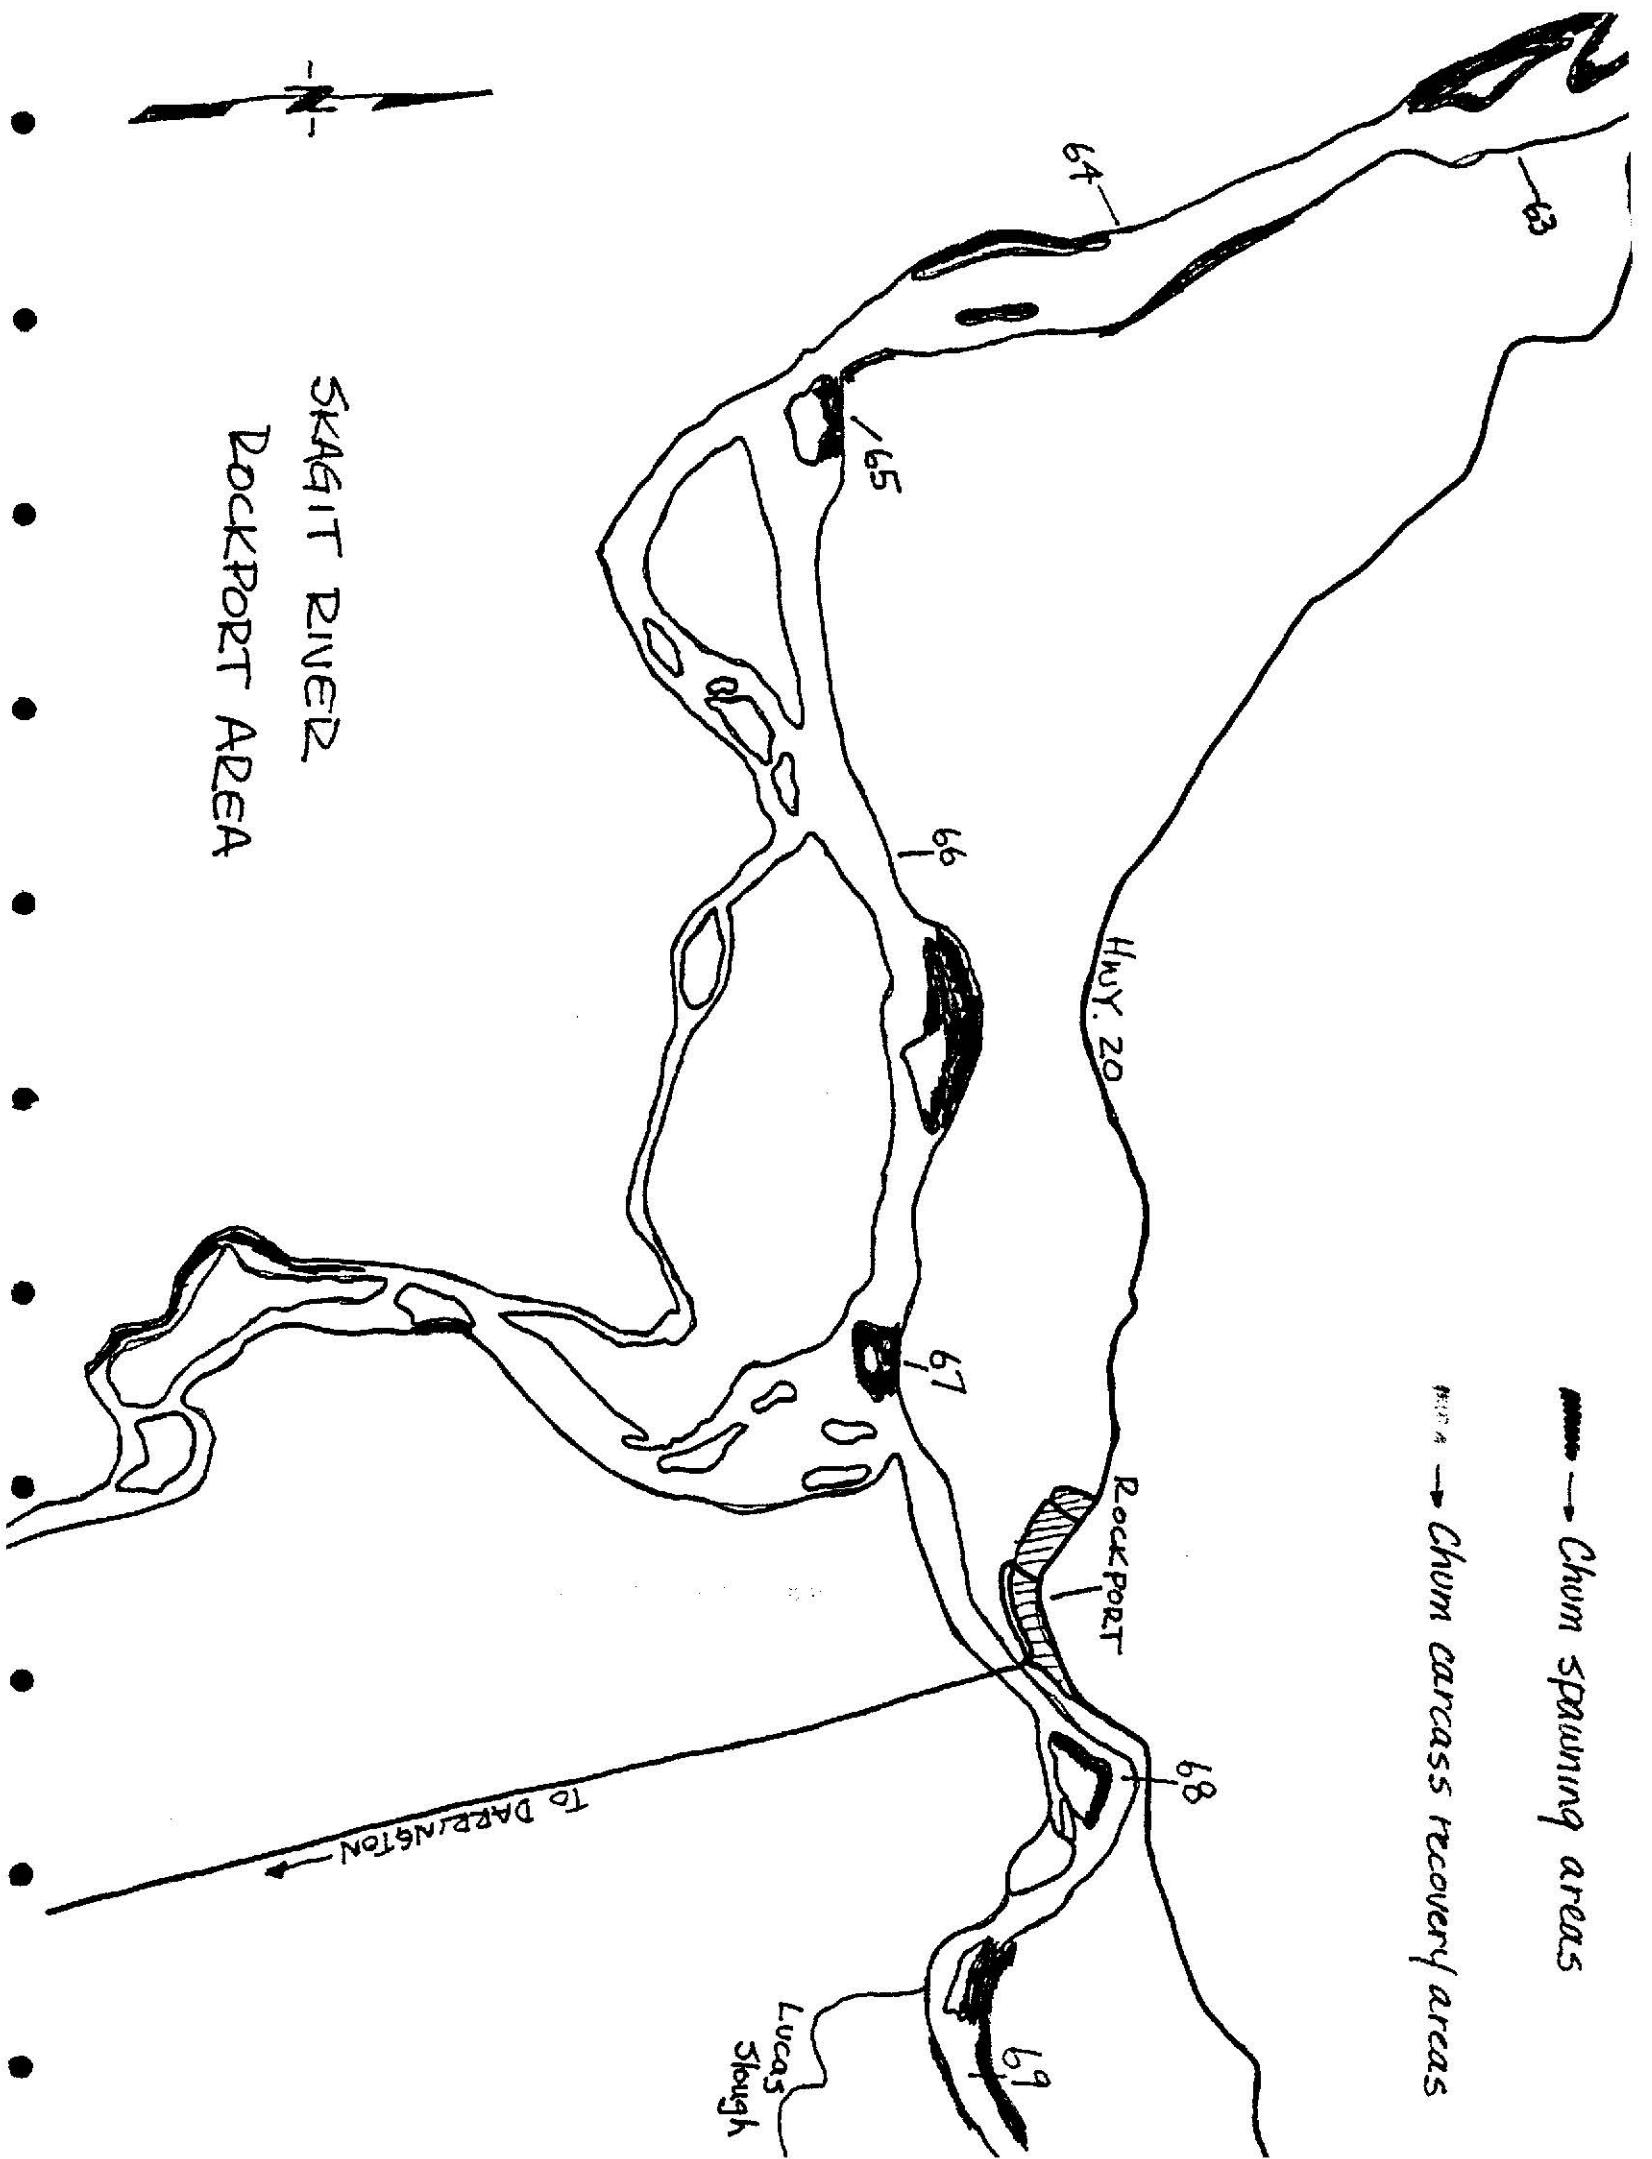 → Chum spawning areas
→ Chum carcass recovery areas
63
64
65
66
67
68
69
HWY. 20
ROCKPORT
TO DARRINGTON
Lucas
Slough
SKAGIT RIVER
ROCKPORT AREA
-N-